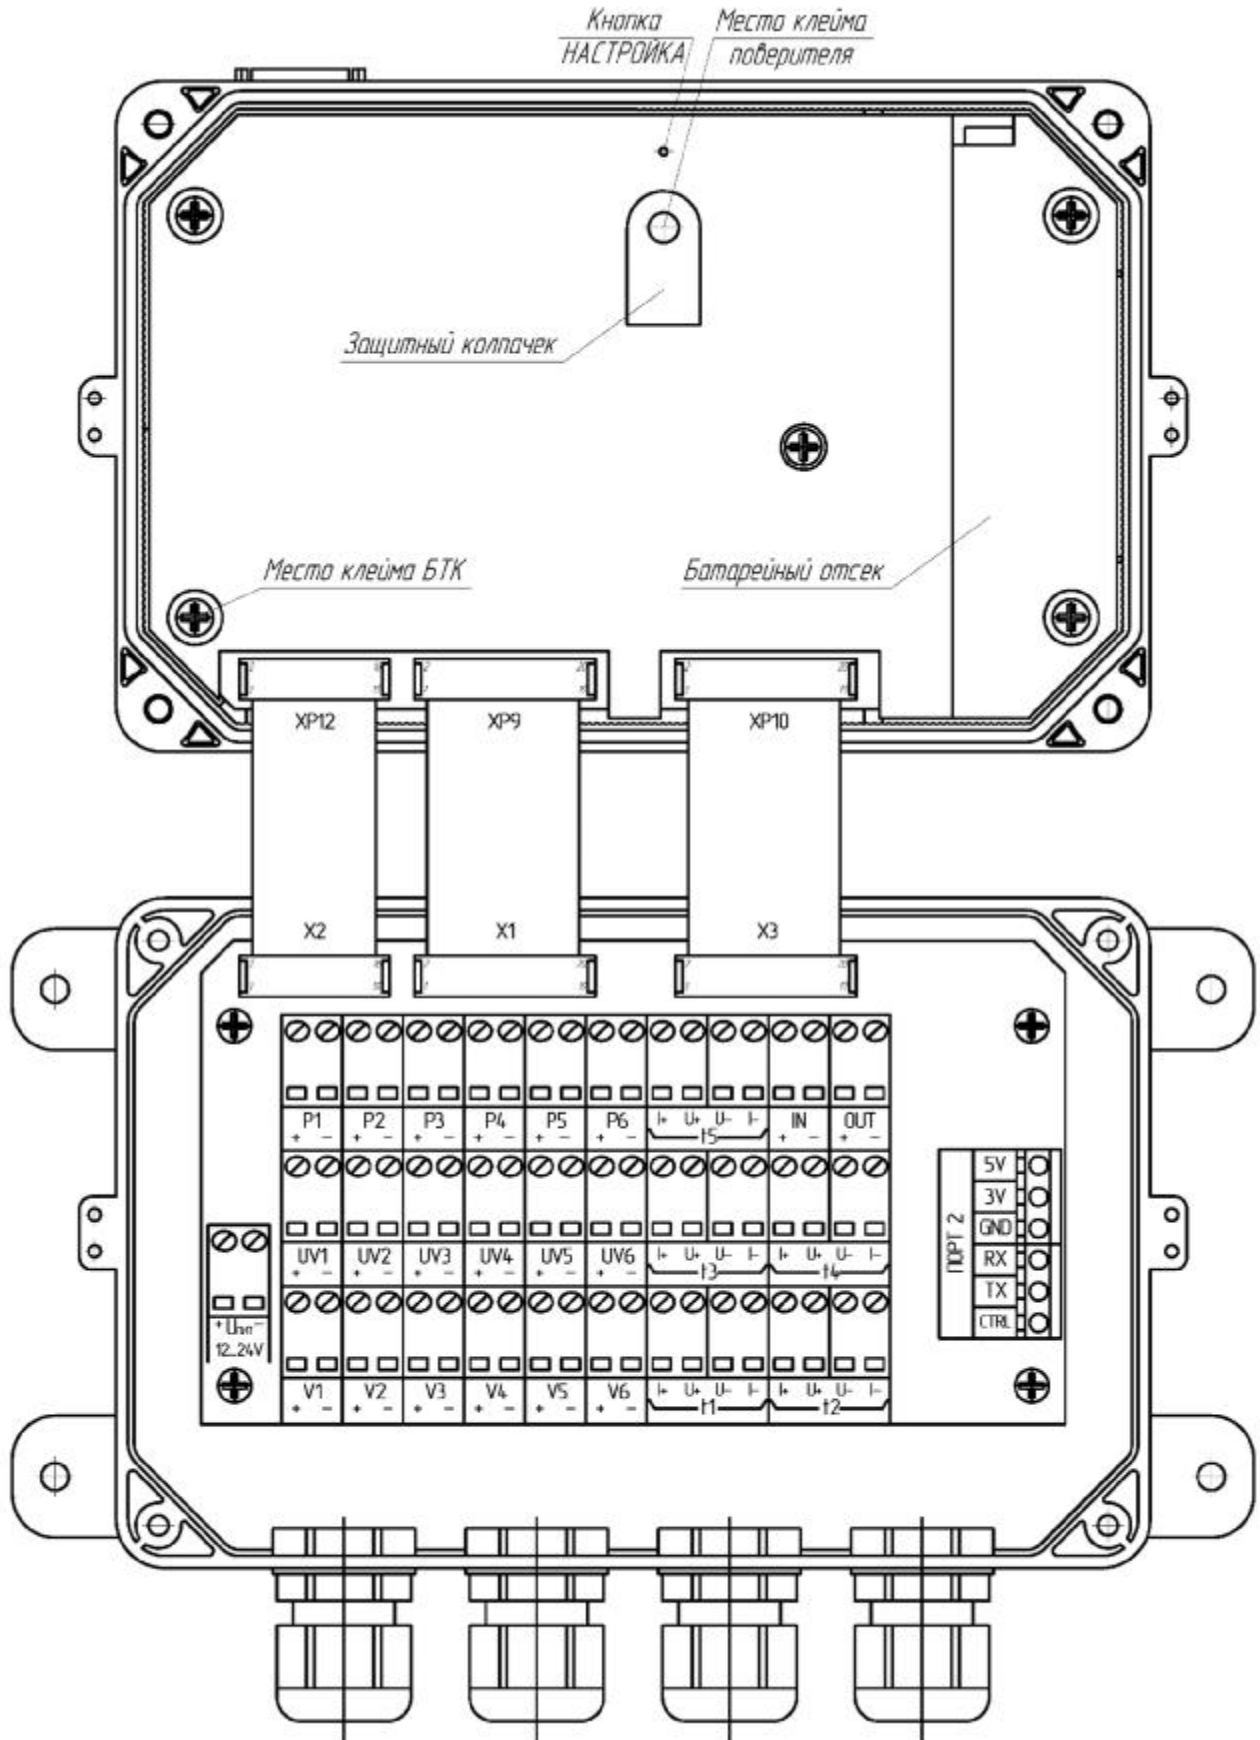 Кнопка
НАСТРОЙКА
Место клейма
поверителя
Защитный колпачек
Место клейма БТК
Батарейный отсек
XP12 XP9 XP10
X2 X1 X3
P1 P2 P3 P4 P5 P6 I+ U+ U- I- IN OUT
+ - + - + - + - + - + - t5 + - + -
UV1 UV2 UV3 UV4 UV5 UV6 I+ U+ U- I- I+ U+ U- I-
+ - + - + - + - + - + - t3 t4
V1 V2 V3 V4 V5 V6 I+ U+ U- I- I+ U+ U- I-
+ - + - + - + - + - + - t1 t2
+ Uпит -
12...24V
ПОРТ 2
5V
3V
GND
RX
TX
CTRL